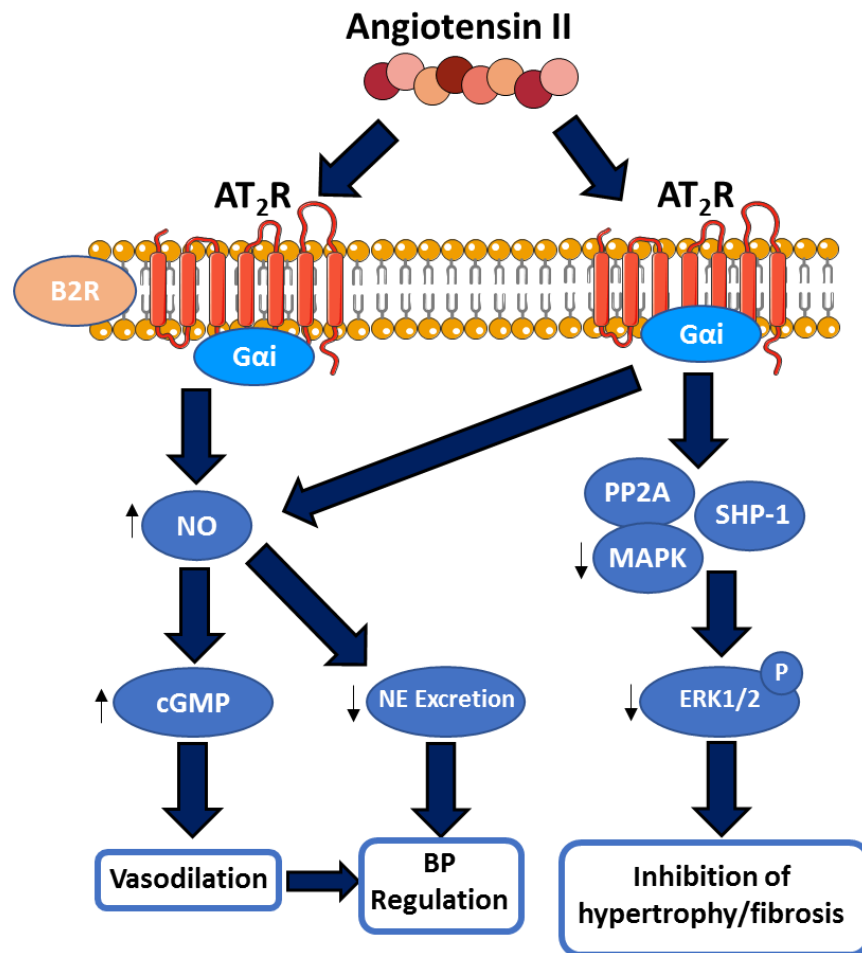 Angiotensin II
AT₂R
AT₂R
B2R
Gαi
Gαi
PP2A
SHP-1
NO
MAPK
P
cGMP
NE Excretion
ERK1/2
Vasodilation
BP
Regulation
Inhibition of
hypertrophy/fibrosis